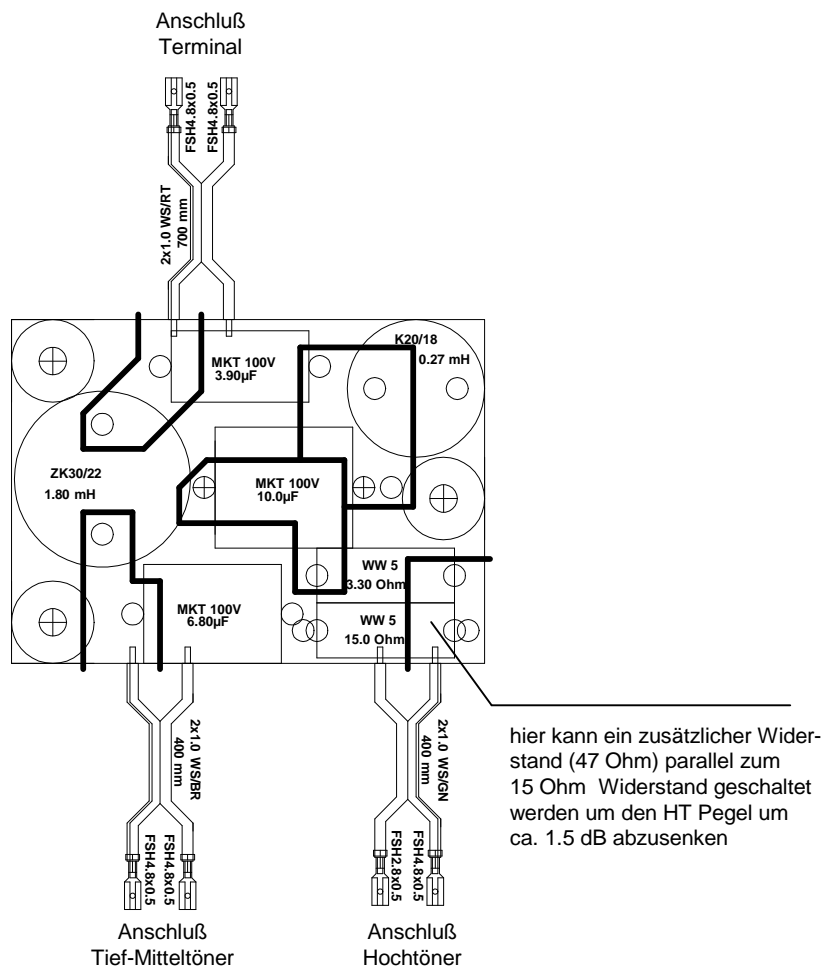 Anschluß
Terminal
FSH4.8x0.5
FSH4.8x0.5
2x1.0 WS/RT
700 mm
K20/18
0.27 mH
MKT 100V
3.90µF
ZK30/22
1.80 mH
MKT 100V
10.0µF
WW 5
3.30 Ohm
MKT 100V
6.80µF
WW 5
15.0 Ohm
2x1.0 WS/BR
400 mm
FSH4.8x0.5
FSH4.8x0.5
2x1.0 WS/GN
400 mm
FSH2.8x0.5
FSH4.8x0.5
hier kann ein zusätzlicher Wider-
stand (47 Ohm) parallel zum
15 Ohm Widerstand geschaltet
werden um den HT Pegel um
ca. 1.5 dB abzusenken
Anschluß
Tief-Mitteltöner
Anschluß
Hochtöner